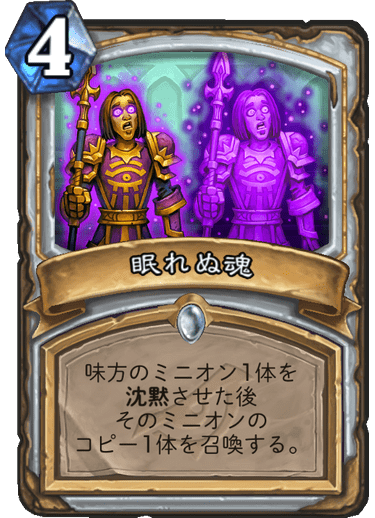 4
眠れぬ魂
味方のミニオン1体を
沈黙させた後
そのミニオンの
コピー1体を召喚する。